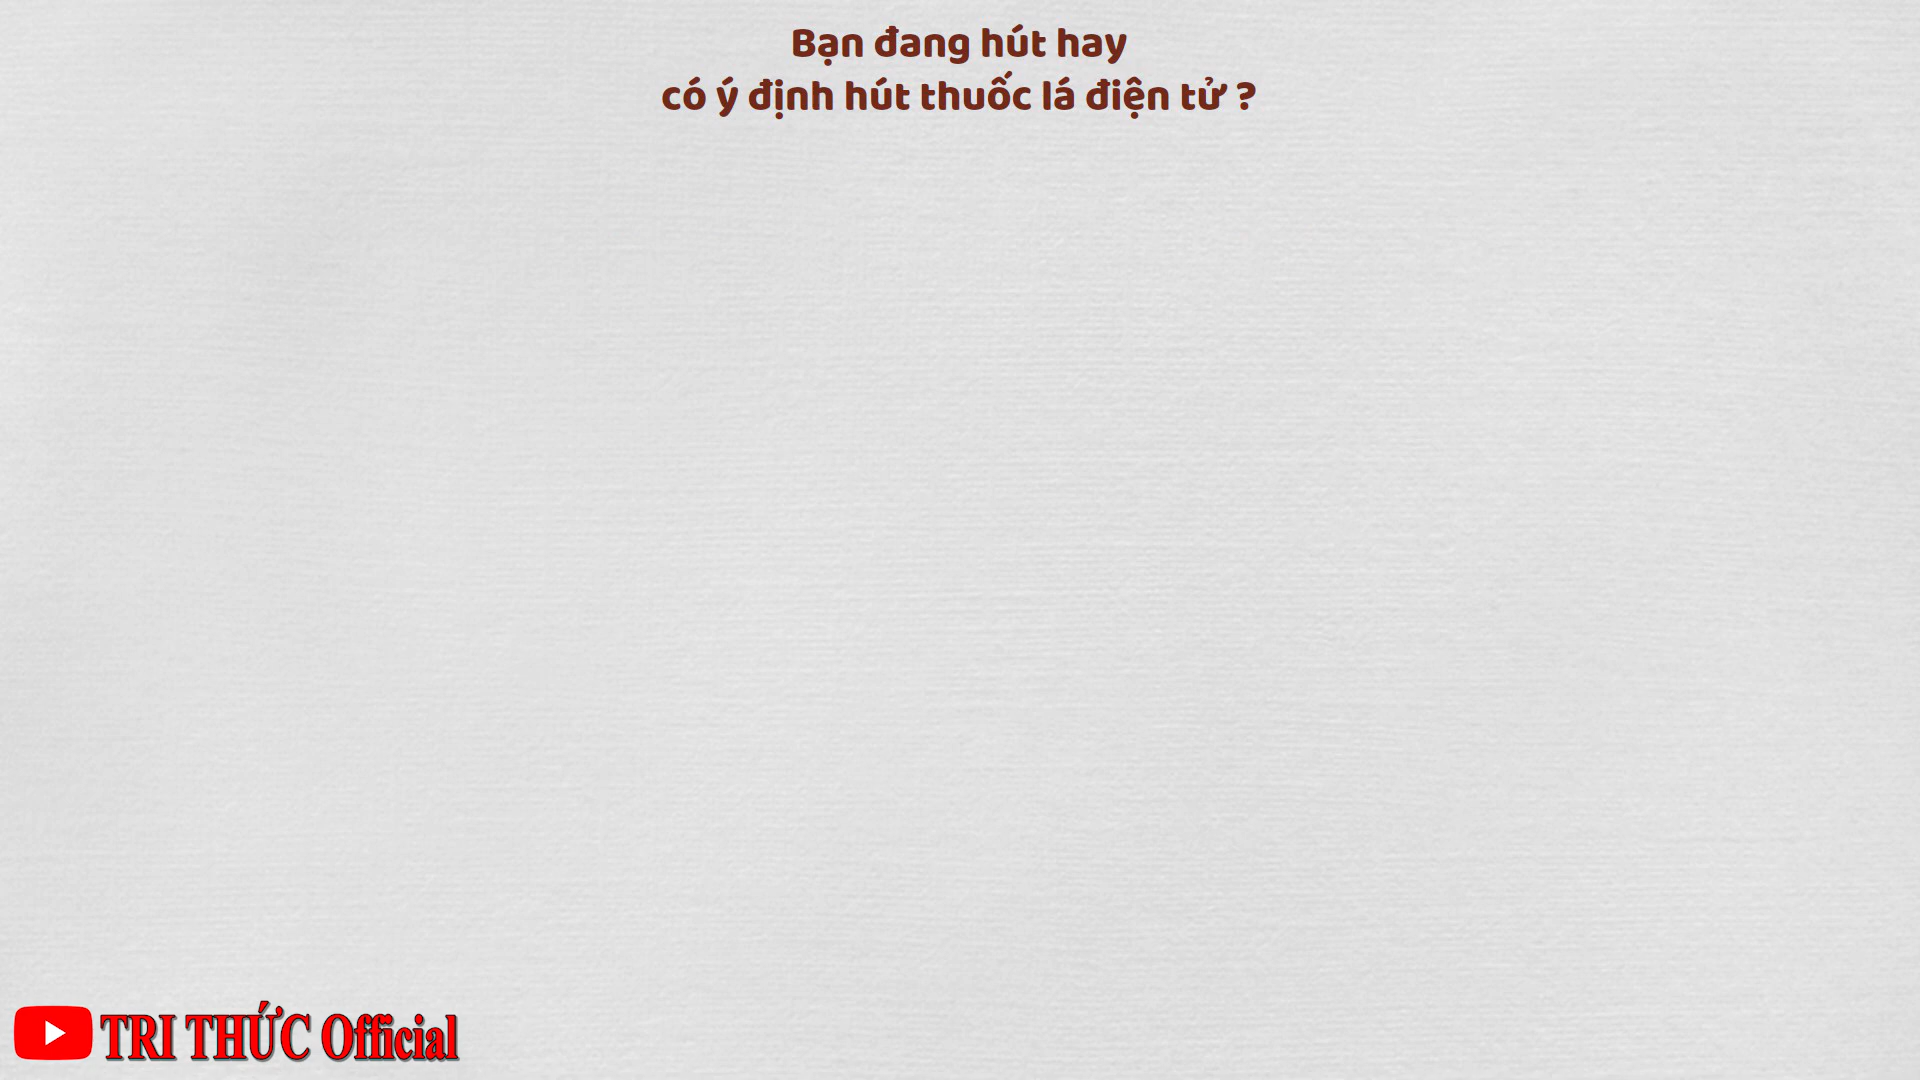 Bạn đang hút hay
có ý định hút thuốc lá điện tử ?
TRI THỨC Official